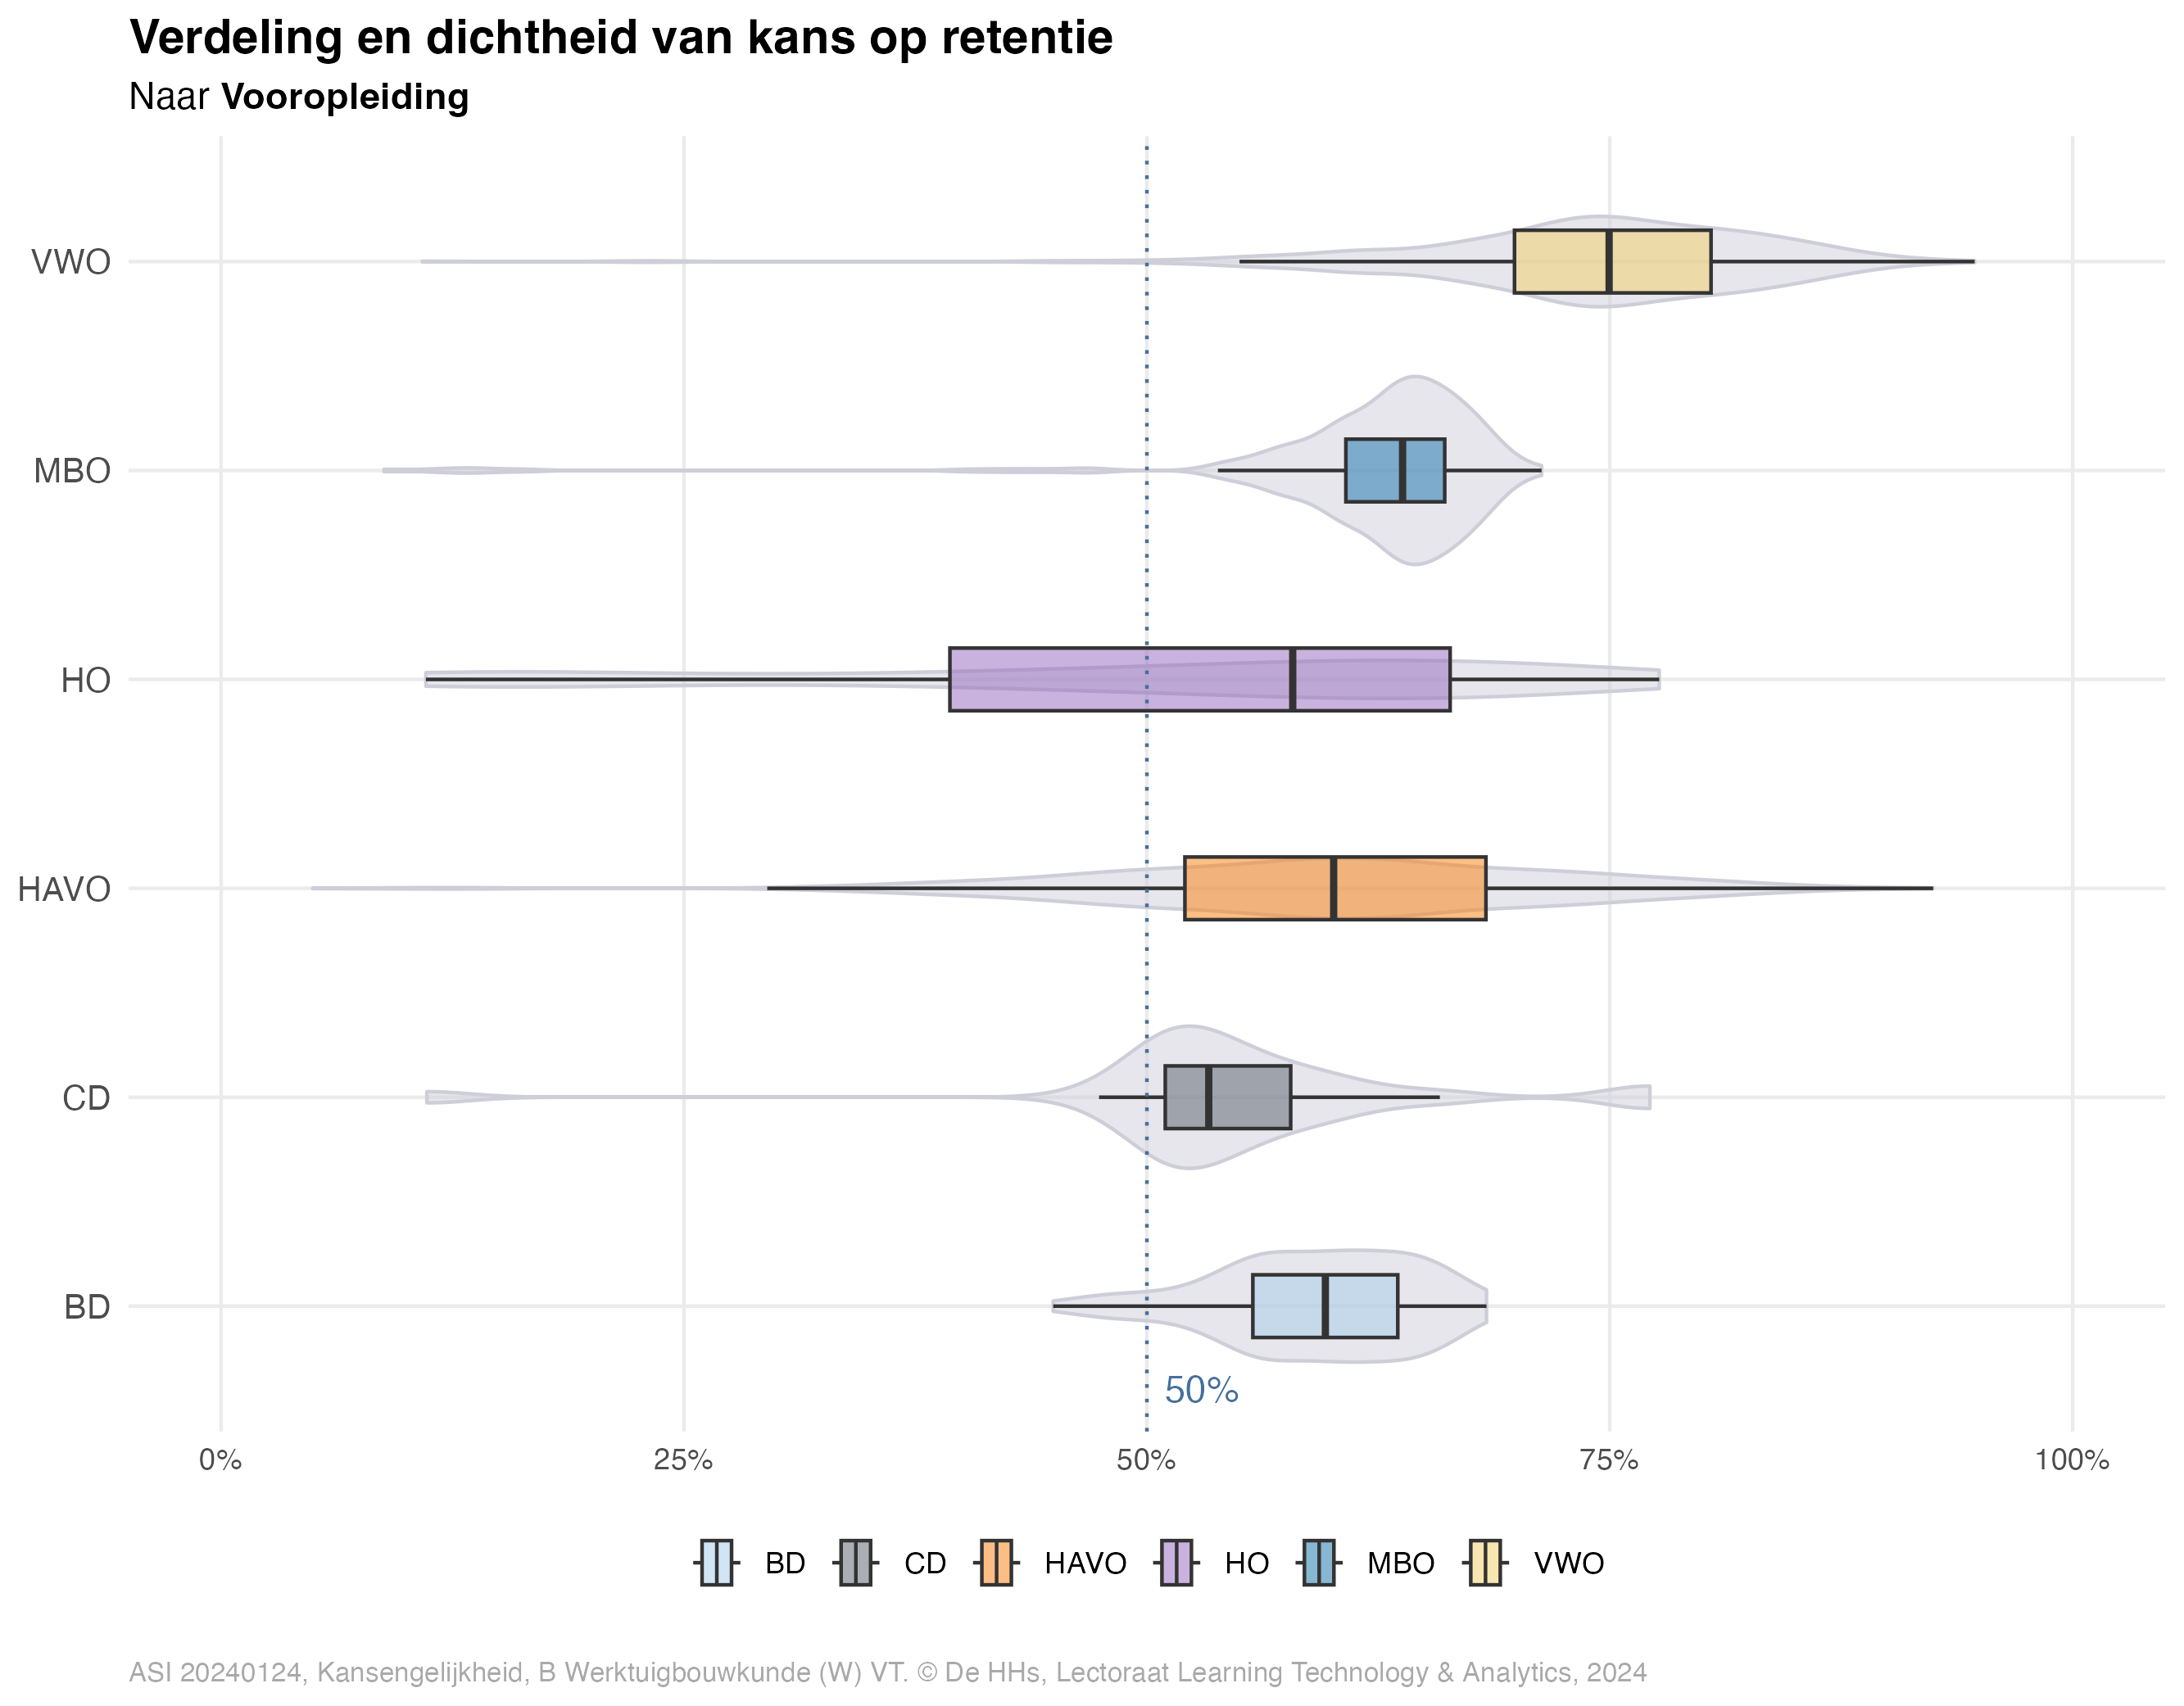 Verdeling en dichtheid van kans op retentie
Naar Vooropleiding
VWO
MBO
HO
HAVO
CD
BD
50%
0% 25% 50% 75% 100%
BD CD HAVO HO MBO VWO
ASI 20240124, Kansengelijkheid, B Werktuigbouwkunde (W) VT. © De HHs, Lectoraat Learning Technology & Analytics, 2024